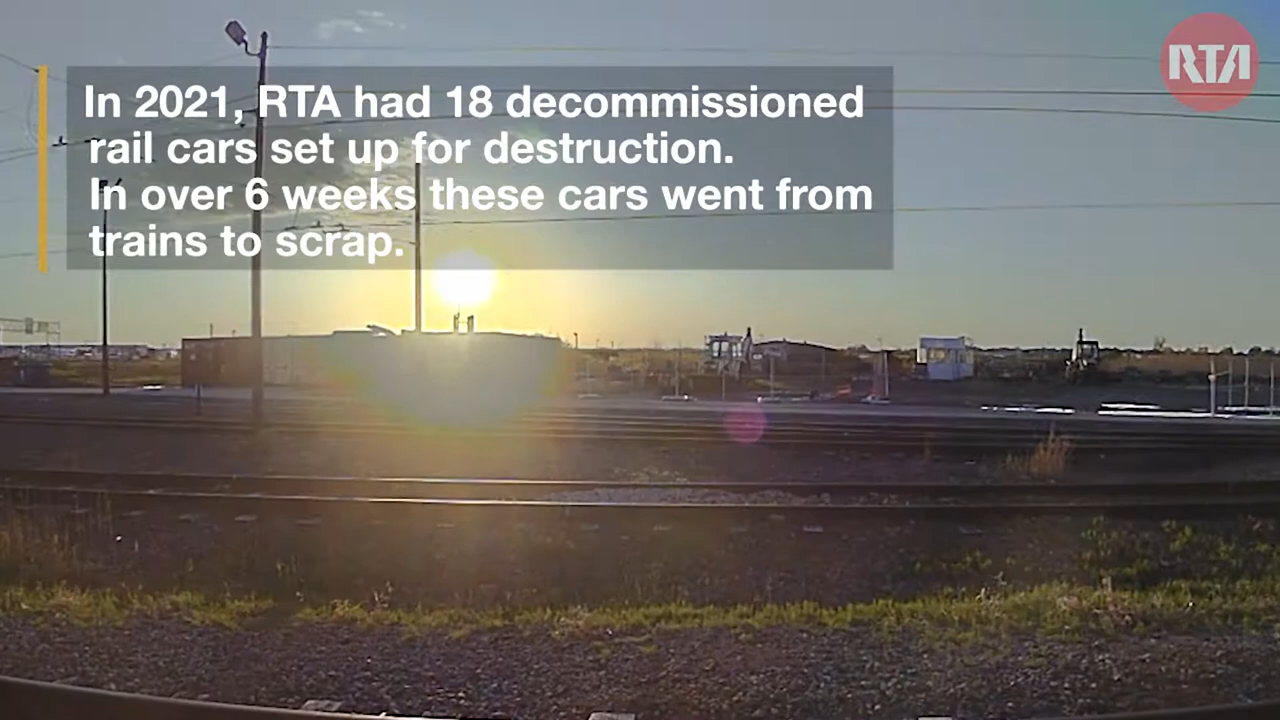 RTA
In 2021, RTA had 18 decommissioned
rail cars set up for destruction.
In over 6 weeks these cars went from
trains to scrap.